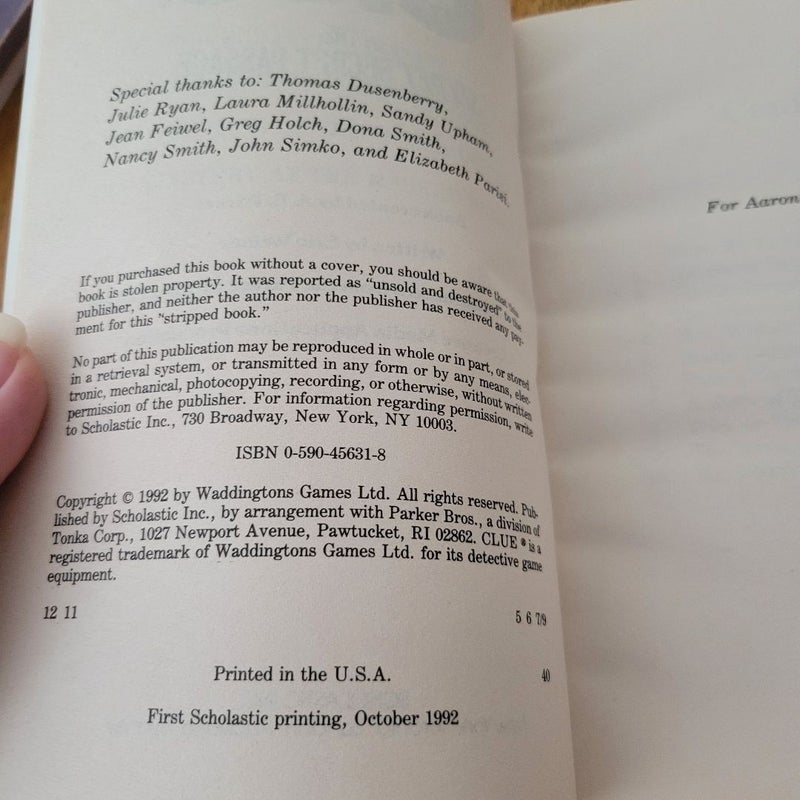 Special thanks to: Thomas Dusenberry,
Julie Ryan, Laura Millhollin, Sandy Upham,
Jean Feiwel, Greg Holch, Dona Smith,
Nancy Smith, John Simko, and Elizabeth Parisi.
If you purchased this book without a cover, you should be aware that this
book is stolen property. It was reported as "unsold and destroyed" to the
publisher, and neither the author nor the publisher has received any pay-
ment for this "stripped book."
No part of this publication may be reproduced in whole or in part, or stored
in a retrieval system, or transmitted in any form or by any means, elec-
tronic, mechanical, photocopying, recording, or otherwise, without written
permission of the publisher. For information regarding permission, write
to Scholastic Inc., 730 Broadway, New York, NY 10003.
ISBN 0-590-45631-8
Copyright © 1992 by Waddingtons Games Ltd. All rights reserved. Pub-
lished by Scholastic Inc., by arrangement with Parker Bros., a division of
Tonka Corp., 1027 Newport Avenue, Pawtucket, RI 02862. CLUE ® is a
registered trademark of Waddingtons Games Ltd. for its detective game
equipment.
12 11 5 6 7/9
Printed in the U.S.A. 40
First Scholastic printing, October 1992
For Aaron